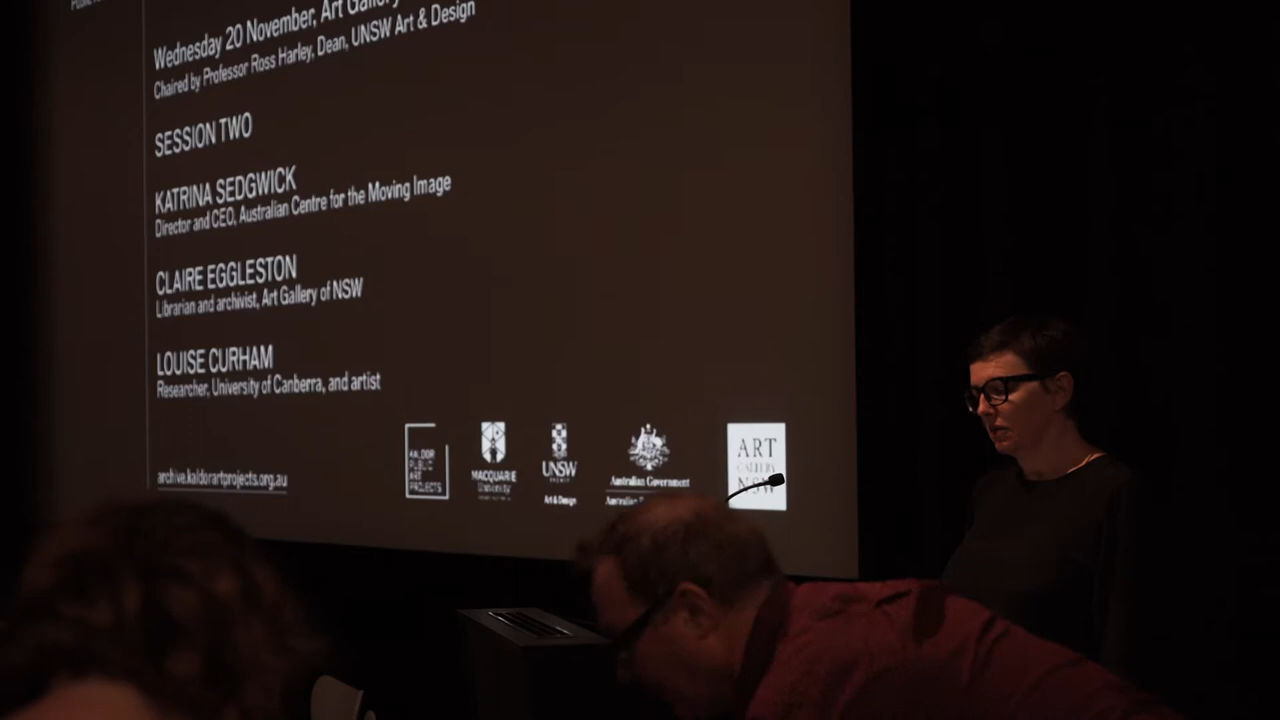 Wednesday 20 November, Art Gallery
Chaired by Professor Ross Harley, Dean, UNSW Art & Design
SESSION TWO
KATRINA SEDGWICK
Director and CEO, Australian Centre for the Moving Image
CLAIRE EGGLESTON
Librarian and archivist, Art Gallery of NSW
LOUISE CURHAM
Researcher, University of Canberra, and artist
archive.kaldorartprojects.org.au
KALDOR
PUBLIC
ART
PROJECTS
MACQUARIE
University
UNSW
SYDNEY
Art & Design
Australian Government
ART
GALLERY
NSW